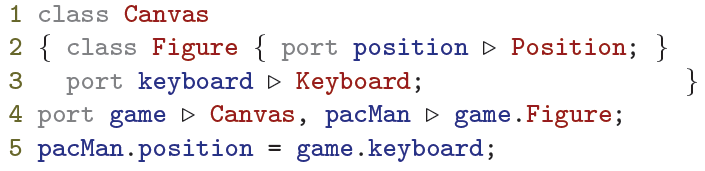 1 class Canvas
2 { class Figure { port position ▷ Position; }
3   port keyboard ▷ Keyboard;                 }
4 port game ▷ Canvas, pacMan ▷ game.Figure;
5 pacMan.position = game.keyboard;